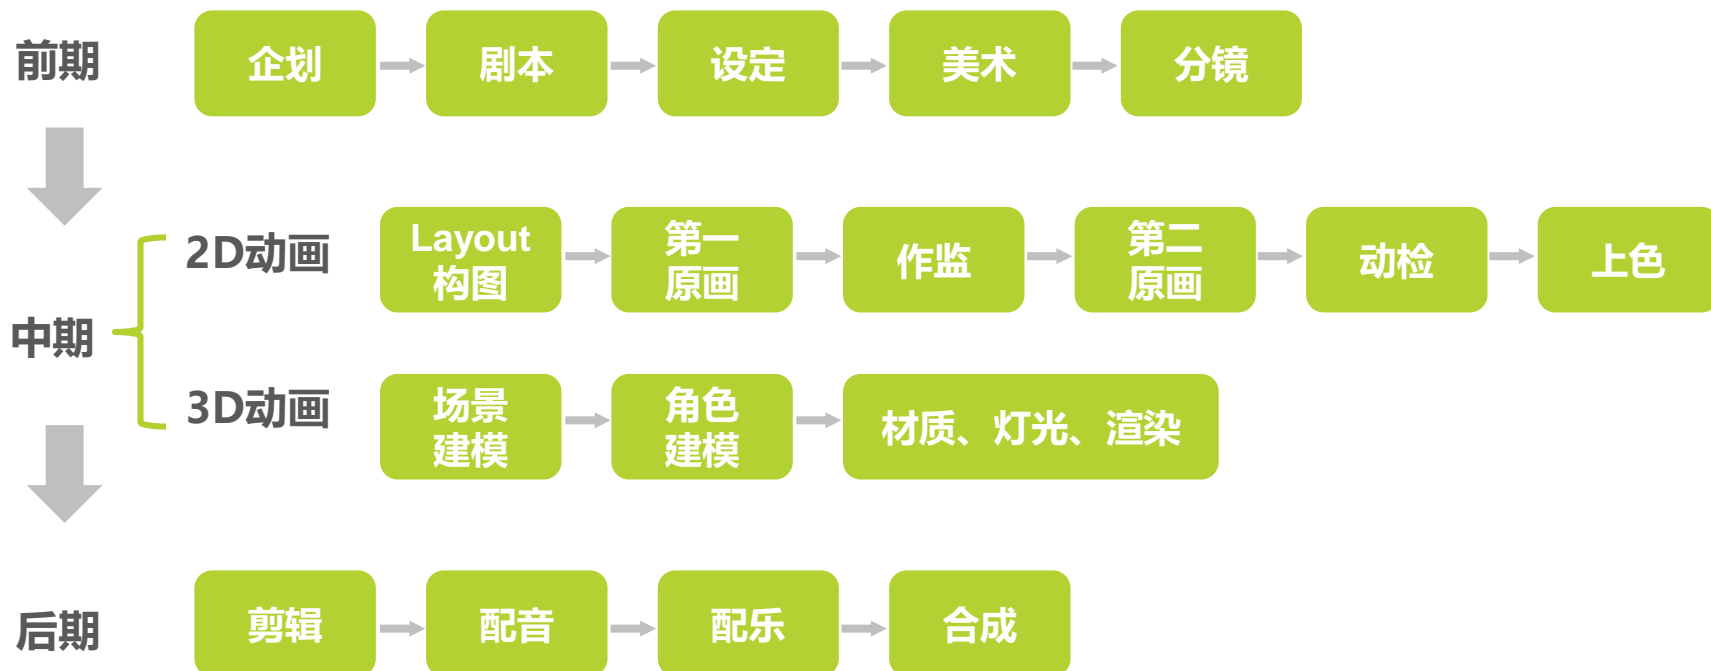 前期
企划
剧本
设定
美术
分镜
2D动画
Layout
构图
第一
原画
作监
第二
原画
动检
上色
中期
3D动画
场景
建模
角色
建模
材质、灯光、渲染
后期
剪辑
配音
配乐
合成